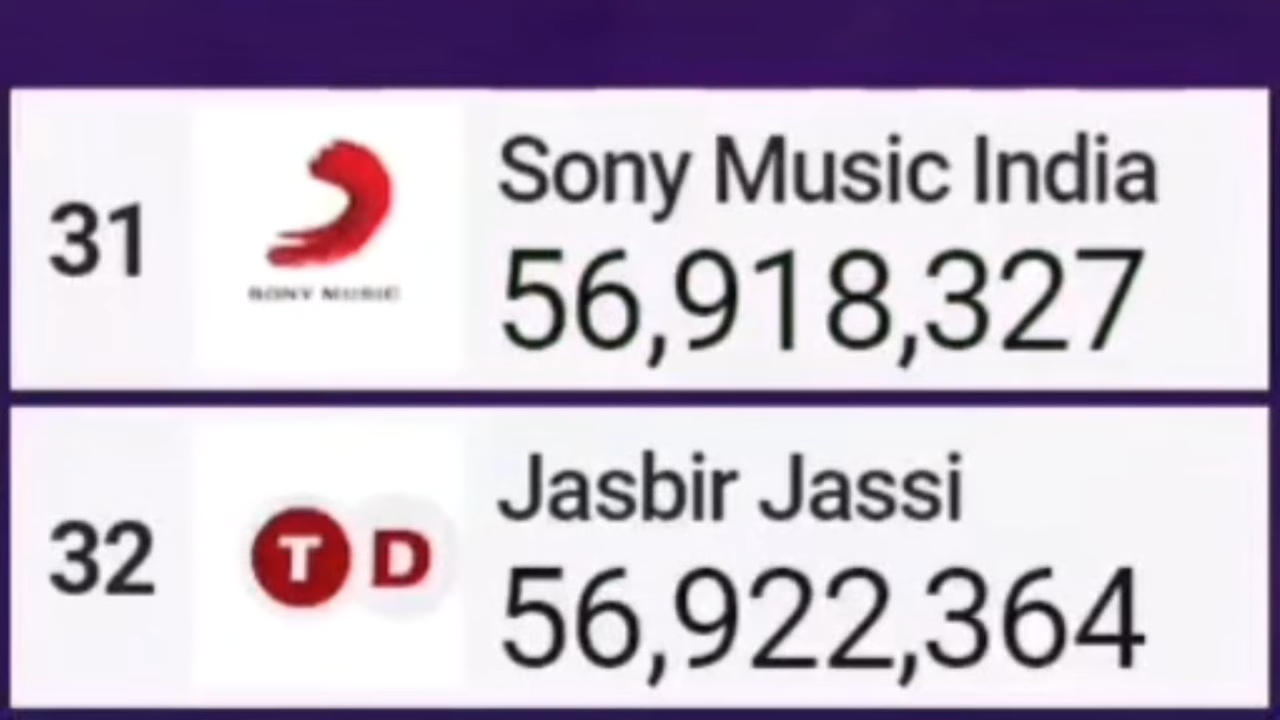 31
SONY MUSIC
Sony Music India
56,918,327
32
T D
Jasbir Jassi
56,922,364